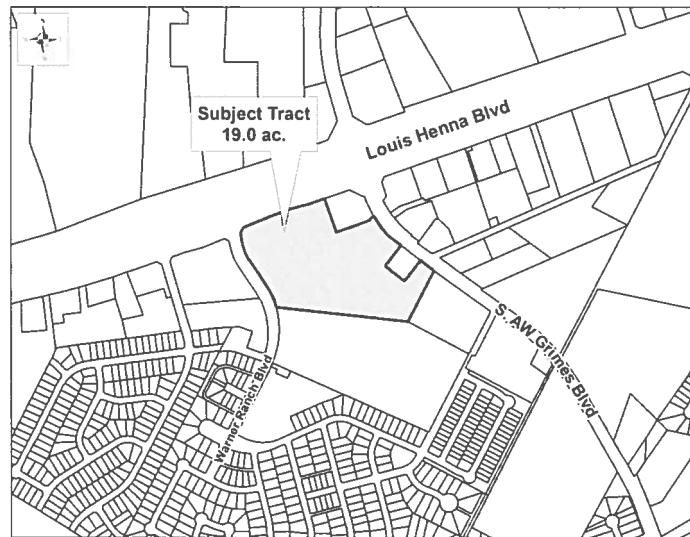 Subject Tract
19.0 ac.
Louis Henna Blvd
S. AW Grimes Blvd
Warner Ranch Blvd